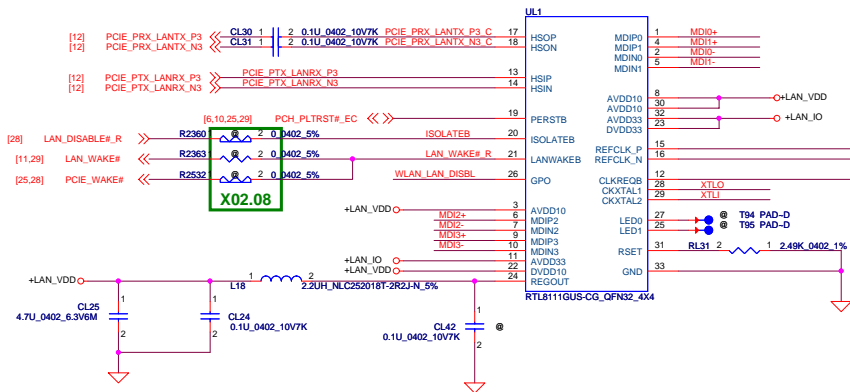 UL1
[12] PCIE_PRX_LANTX_P3 CL30 1 2 0.1U_0402_10V7K PCIE_PRX_LANTX_P3_C 17 HSOP MDIP0 1 MDI0+
[12] PCIE_PRX_LANTX_N3 CL31 1 2 0.1U_0402_10V7K PCIE_PRX_LANTX_N3_C 18 HSON MDIP1 4 MDI1+
MDIN0 2 MDI0-
MDIN1 5 MDI1-
[12] PCIE_PTX_LANRX_P3 PCIE_PTX_LANRX_P3 13 HSIP
[12] PCIE_PTX_LANRX_N3 PCIE_PTX_LANRX_N3 14 HSIN
AVDD10 8 +LAN_VDD
AVDD10 30
[6,10,25,29] PCH_PLTRST#_EC 19 PERSTB AVDD33 32 +LAN_IO
DVDD33 23
[28] LAN_DISABLE#_R R2360 1 @ 2 0_0402_5% ISOLATEB 20 ISOLATEB
REFCLK_P 15
[11,29] LAN_WAKE# R2363 1 @ 2 0_0402_5% LAN_WAKE#_R 21 LANWAKEB REFCLK_N 16
[25,28] PCIE_WAKE# R2532 1 @ 2 0_0402_5% WLAN_LAN_DISBL 26 GPO CLKREQB 12
CKXTAL1 28 XTLO
CKXTAL2 29 XTLI
X02.08
+LAN_VDD 3 AVDD10
MDI2+ 6 MDIP2 LED0 27 @ T94 PAD~D
MDI2- 7 MDIN2 LED1 25 @ T95 PAD~D
MDI3+ 9 MDIP3
MDI3- 10 MDIN3 RSET 31 RL31 2 1 2.49K_0402_1%
+LAN_IO 11 AVDD33
+LAN_VDD 22 DVDD10 GND 33
+LAN_VDD 1 2 24 REGOUT
L18 2.2UH_NLC252018T-2R2J-N_5%
RTL8111GUS-CG_QFN32_4X4
1 1 1
CL25
4.7U_0402_6.3V6M
2
CL24
0.1U_0402_10V7K
2
CL42 @
0.1U_0402_10V7K
2